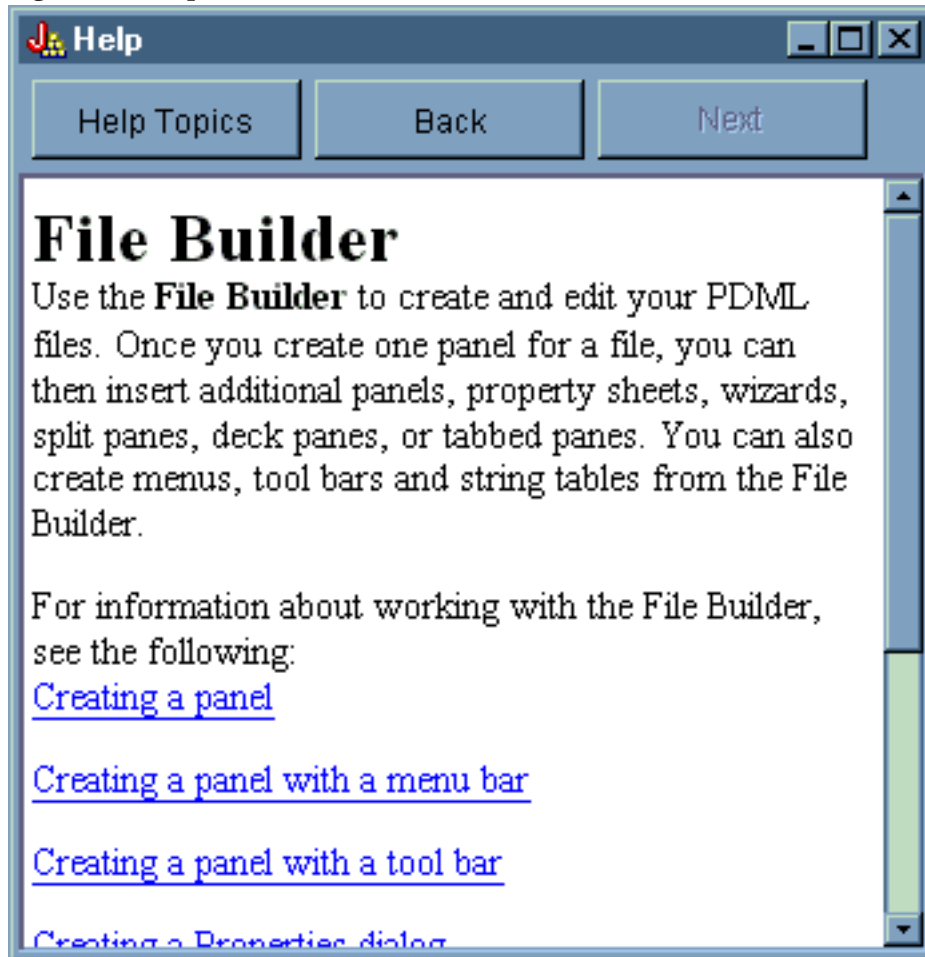 Help
Help Topics Back Next
File Builder
Use the File Builder to create and edit your PDML
files. Once you create one panel for a file, you can
then insert additional panels, property sheets, wizards,
split panes, deck panes, or tabbed panes. You can also
create menus, tool bars and string tables from the File
Builder.
For information about working with the File Builder,
see the following:
Creating a panel
Creating a panel with a menu bar
Creating a panel with a tool bar
Creating a Properties dialog